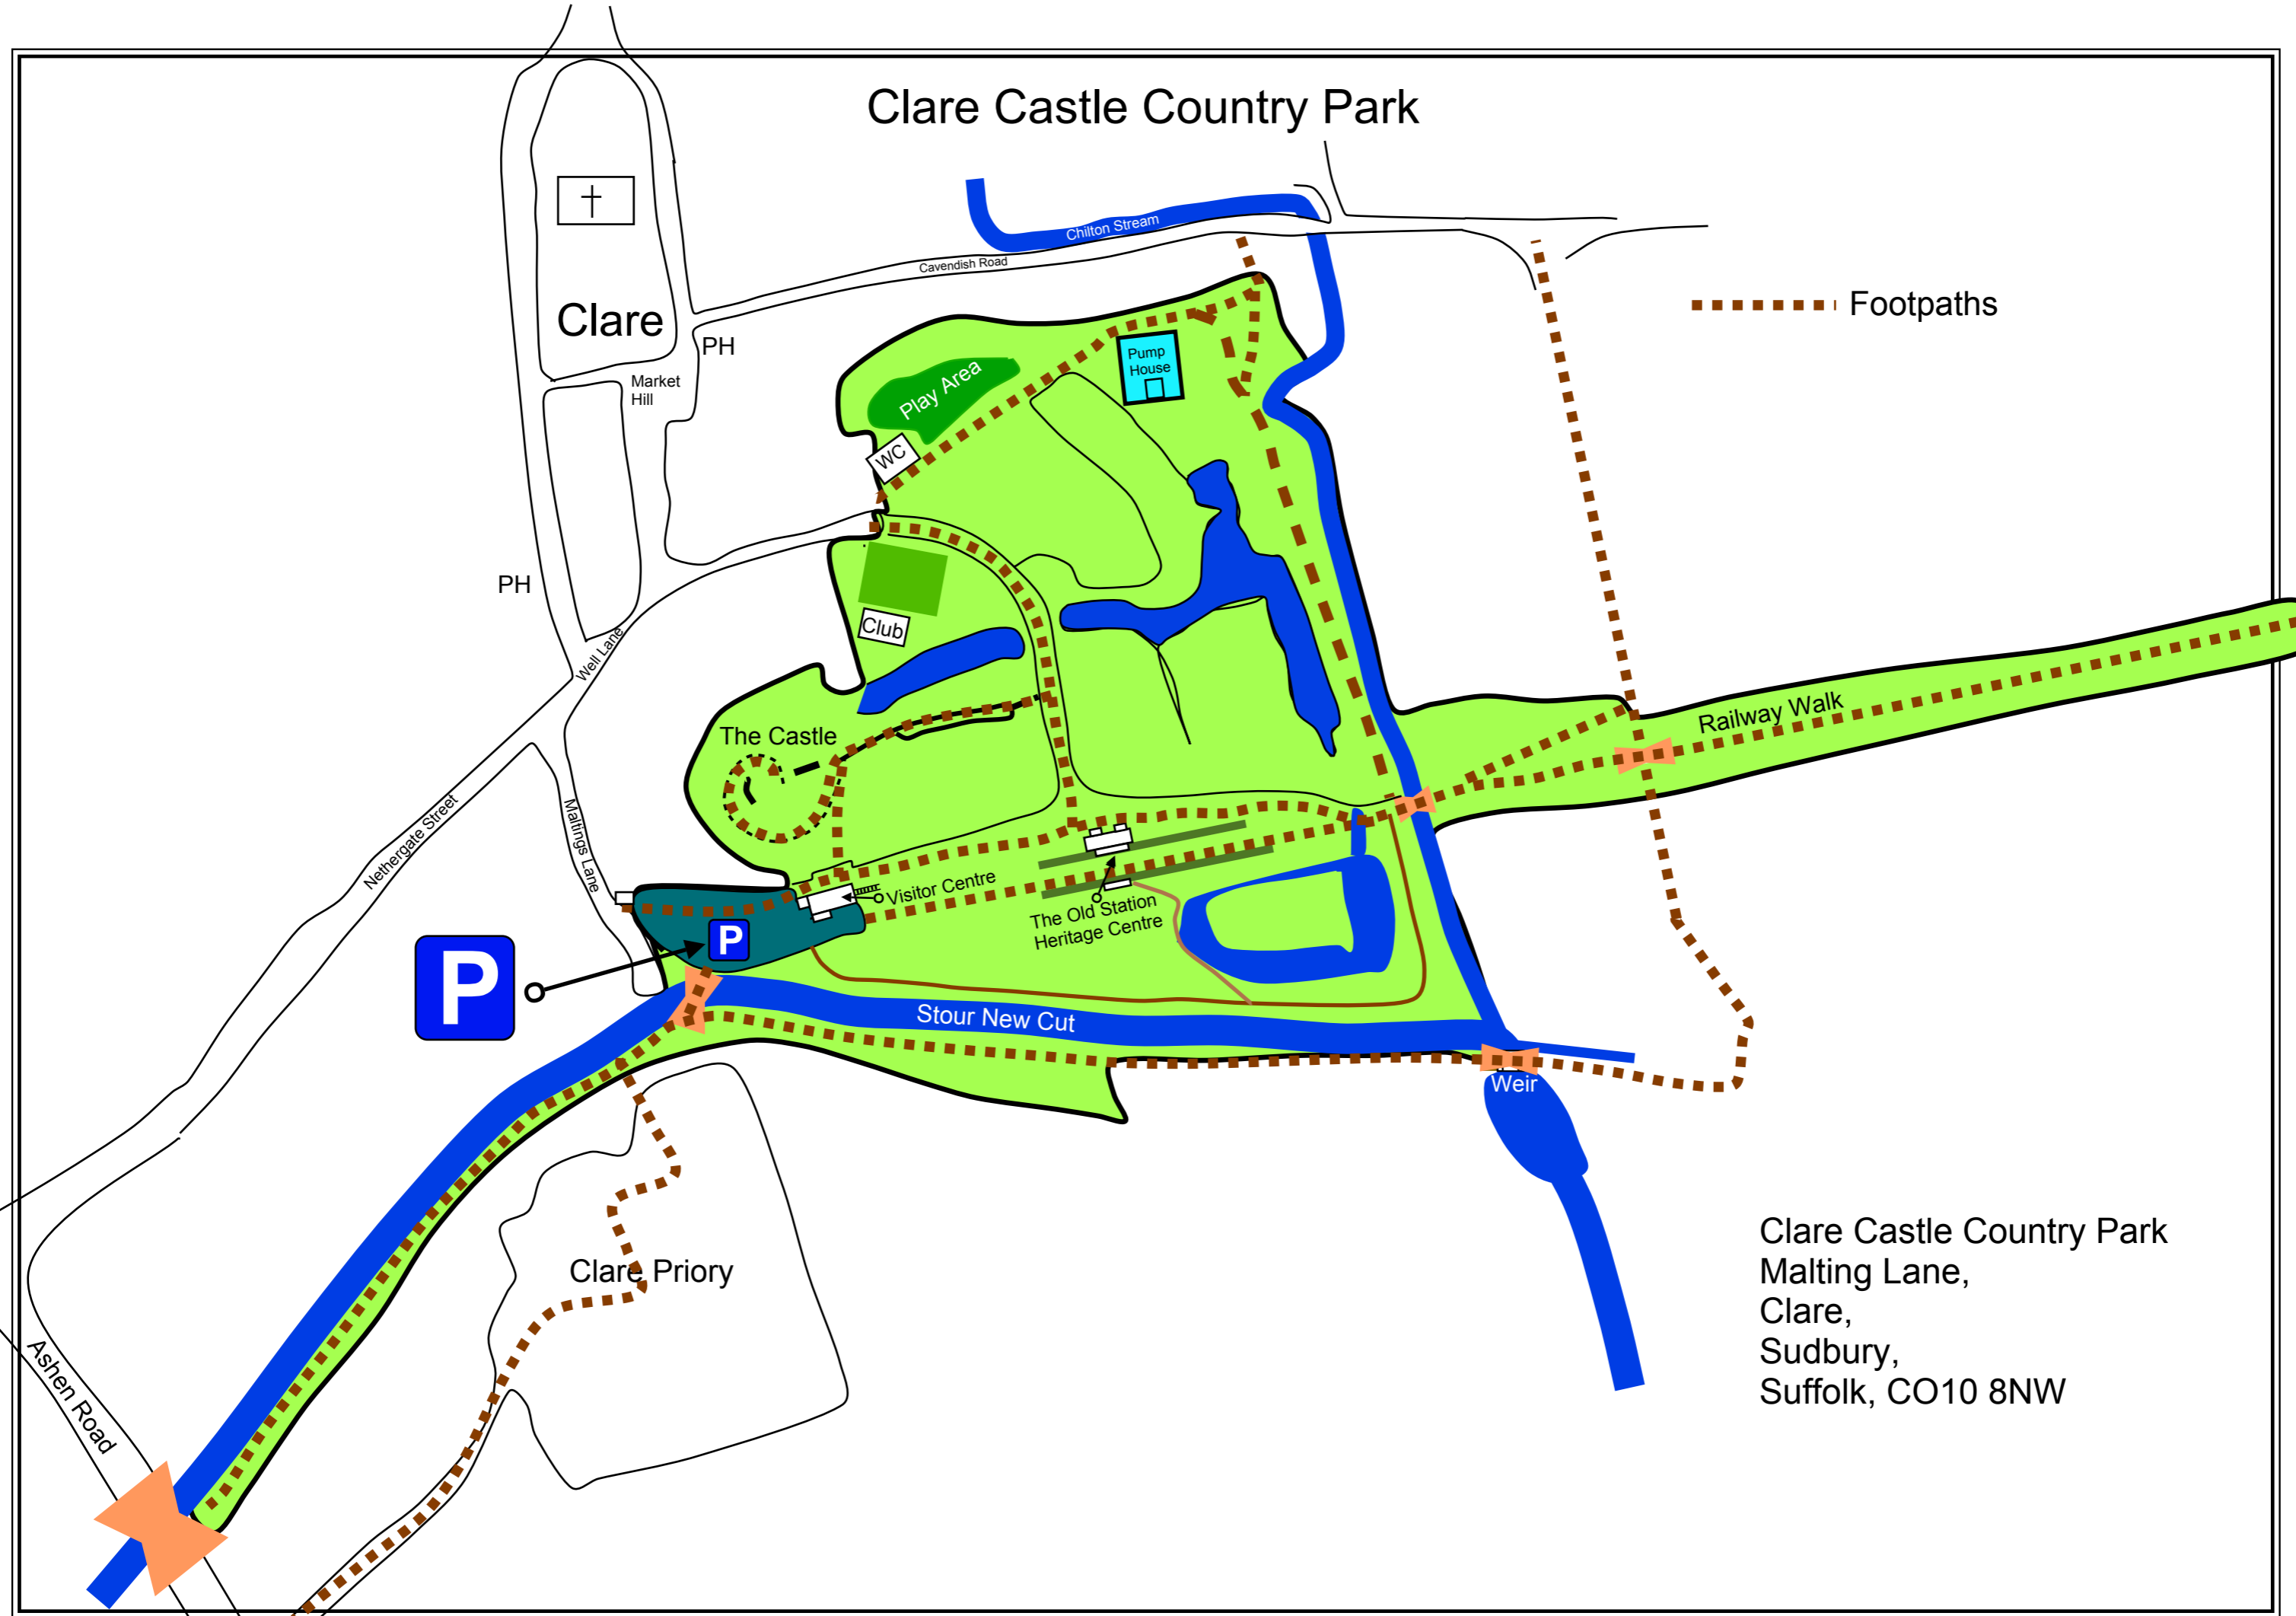 Clare Castle Country Park
Chilton Stream
Cavendish Road
Clare
PH
Market
Hill
Footpaths
Pump
House
Play Area
WC
PH
Club
Well Lane
The Castle
Railway Walk
Nethergate Street
Maltings Lane
Visitor Centre
The Old Station
Heritage Centre
P
P
Stour New Cut
Weir
Clare Priory
Ashen Road
Clare Castle Country Park
Malting Lane,
Clare,
Sudbury,
Suffolk, CO10 8NW